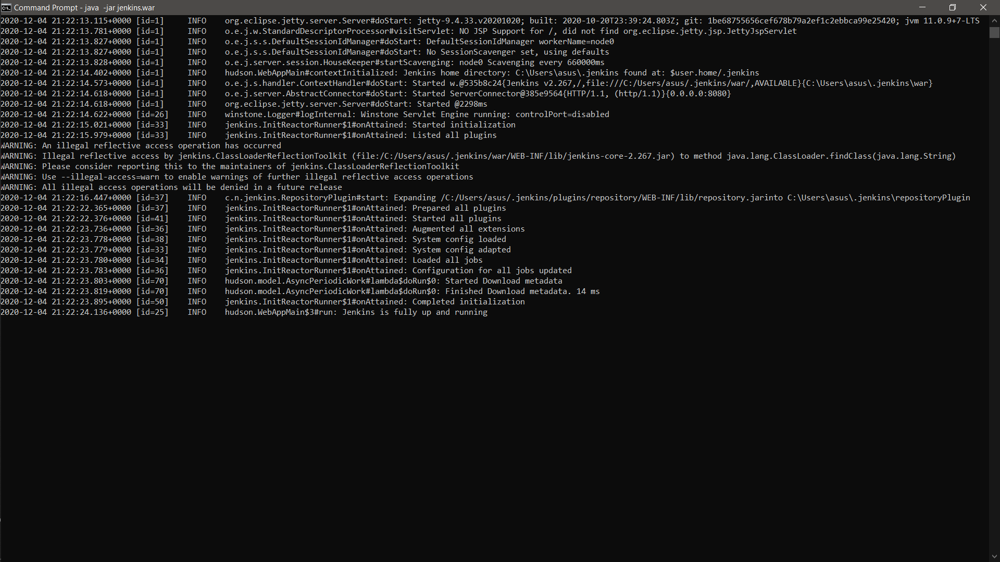 Command Prompt - java  -jar jenkins.war
2020-12-04 21:22:13.115+0000 [id=1]     INFO    org.eclipse.jetty.server.Server#doStart: jetty-9.4.33.v20201020; built: 2020-10-20T23:39:24.803Z; git: 1be68755656cef678b79a2ef1c2ebbca99e25420; jvm 11.0.9+7-LTS
2020-12-04 21:22:13.781+0000 [id=1]     INFO    o.e.j.w.StandardDescriptorProcessor#visitServlet: NO JSP Support for /, did not find org.eclipse.jetty.jsp.JettyJspServlet
2020-12-04 21:22:13.827+0000 [id=1]     INFO    o.e.j.s.s.DefaultSessionIdManager#doStart: DefaultSessionIdManager workerName=node0
2020-12-04 21:22:13.827+0000 [id=1]     INFO    o.e.j.s.s.DefaultSessionIdManager#doStart: No SessionScavenger set, using defaults
2020-12-04 21:22:13.828+0000 [id=1]     INFO    o.e.j.server.session.HouseKeeper#startScavenging: node0 Scavenging every 660000ms
2020-12-04 21:22:14.402+0000 [id=1]     INFO    hudson.WebAppMain#contextInitialized: Jenkins home directory: C:\Users\asus\.jenkins found at: $user.home/.jenkins
2020-12-04 21:22:14.573+0000 [id=1]     INFO    o.e.j.s.handler.ContextHandler#doStart: Started w.@535b8c24{Jenkins v2.267,/,file:///C:/Users/asus/.jenkins/war/,AVAILABLE}{C:\Users\asus\.jenkins\war}
2020-12-04 21:22:14.618+0000 [id=1]     INFO    o.e.j.server.AbstractConnector#doStart: Started ServerConnector@385e9564{HTTP/1.1, (http/1.1)}{0.0.0.0:8080}
2020-12-04 21:22:14.618+0000 [id=1]     INFO    org.eclipse.jetty.server.Server#doStart: Started @2298ms
2020-12-04 21:22:14.622+0000 [id=26]    INFO    winstone.Logger#logInternal: Winstone Servlet Engine running: controlPort=disabled
2020-12-04 21:22:15.021+0000 [id=33]    INFO    jenkins.InitReactorRunner$1#onAttained: Started initialization
2020-12-04 21:22:15.979+0000 [id=33]    INFO    jenkins.InitReactorRunner$1#onAttained: Listed all plugins
WARNING: An illegal reflective access operation has occurred
WARNING: Illegal reflective access by jenkins.ClassLoaderReflectionToolkit (file:/C:/Users/asus/.jenkins/war/WEB-INF/lib/jenkins-core-2.267.jar) to method java.lang.ClassLoader.findClass(java.lang.String)
WARNING: Please consider reporting this to the maintainers of jenkins.ClassLoaderReflectionToolkit
WARNING: Use --illegal-access=warn to enable warnings of further illegal reflective access operations
WARNING: All illegal access operations will be denied in a future release
2020-12-04 21:22:16.447+0000 [id=37]    INFO    c.n.jenkins.RepositoryPlugin#start: Expanding /C:/Users/asus/.jenkins/plugins/repository/WEB-INF/lib/repository.jarinto C:\Users\asus\.jenkins\repositoryPlugin
2020-12-04 21:22:22.365+0000 [id=37]    INFO    jenkins.InitReactorRunner$1#onAttained: Prepared all plugins
2020-12-04 21:22:22.376+0000 [id=41]    INFO    jenkins.InitReactorRunner$1#onAttained: Started all plugins
2020-12-04 21:22:23.736+0000 [id=36]    INFO    jenkins.InitReactorRunner$1#onAttained: Augmented all extensions
2020-12-04 21:22:23.778+0000 [id=38]    INFO    jenkins.InitReactorRunner$1#onAttained: System config loaded
2020-12-04 21:22:23.779+0000 [id=33]    INFO    jenkins.InitReactorRunner$1#onAttained: System config adapted
2020-12-04 21:22:23.780+0000 [id=34]    INFO    jenkins.InitReactorRunner$1#onAttained: Loaded all jobs
2020-12-04 21:22:23.783+0000 [id=36]    INFO    jenkins.InitReactorRunner$1#onAttained: Configuration for all jobs updated
2020-12-04 21:22:23.803+0000 [id=70]    INFO    hudson.model.AsyncPeriodicWork#lambda$doRun$0: Started Download metadata
2020-12-04 21:22:23.819+0000 [id=70]    INFO    hudson.model.AsyncPeriodicWork#lambda$doRun$0: Finished Download metadata. 14 ms
2020-12-04 21:22:23.895+0000 [id=50]    INFO    jenkins.InitReactorRunner$1#onAttained: Completed initialization
2020-12-04 21:22:24.136+0000 [id=25]    INFO    hudson.WebAppMain$3#run: Jenkins is fully up and running